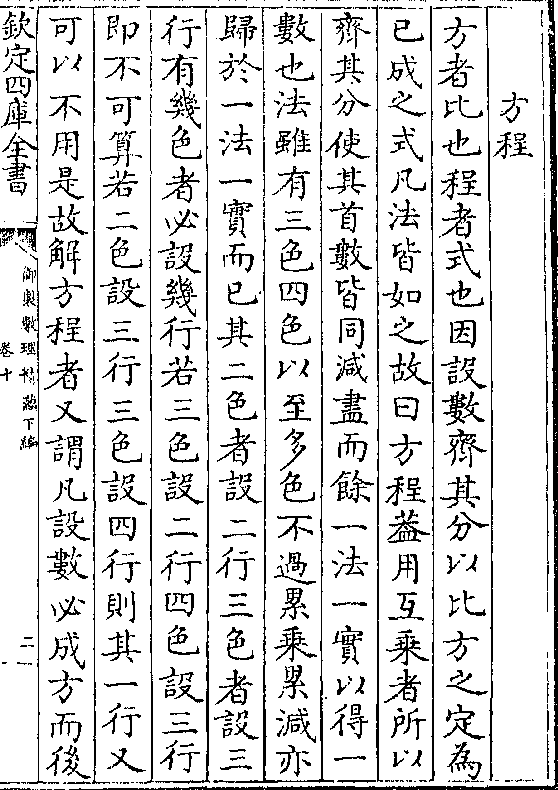 方程
方者比也程者式也因設數齊其分以比方之定為
已成之式凡法皆如之故曰方程葢用互乗者所以
齊其分使其首數皆同減盡而餘一法一實以得一
數也法雖有三色四色以至多色不過累乗累減亦
歸於一法一實而已其二色者設二行三色者設三
行有幾色者必設幾行若三色設二行四色設三行
即不可算若二色設三行三色設四行則其一行又
可以不用是故解方程者又謂凡設數必成方而後
欽定四庫全書
御製數理精藴下編
卷十
二